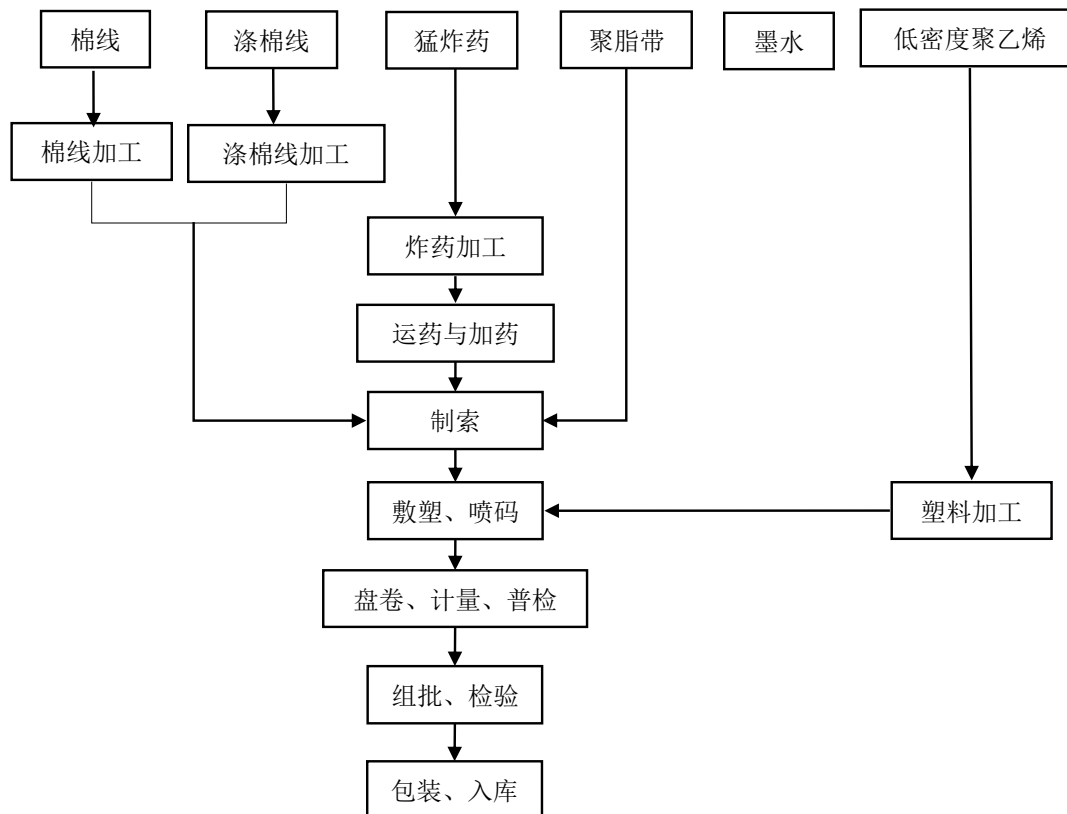 棉线
涤棉线
猛炸药
聚脂带
墨水
低密度聚乙烯
棉线加工
涤棉线加工
炸药加工
运药与加药
制索
敷塑、喷码
塑料加工
盘卷、计量、普检
组批、检验
包装、入库